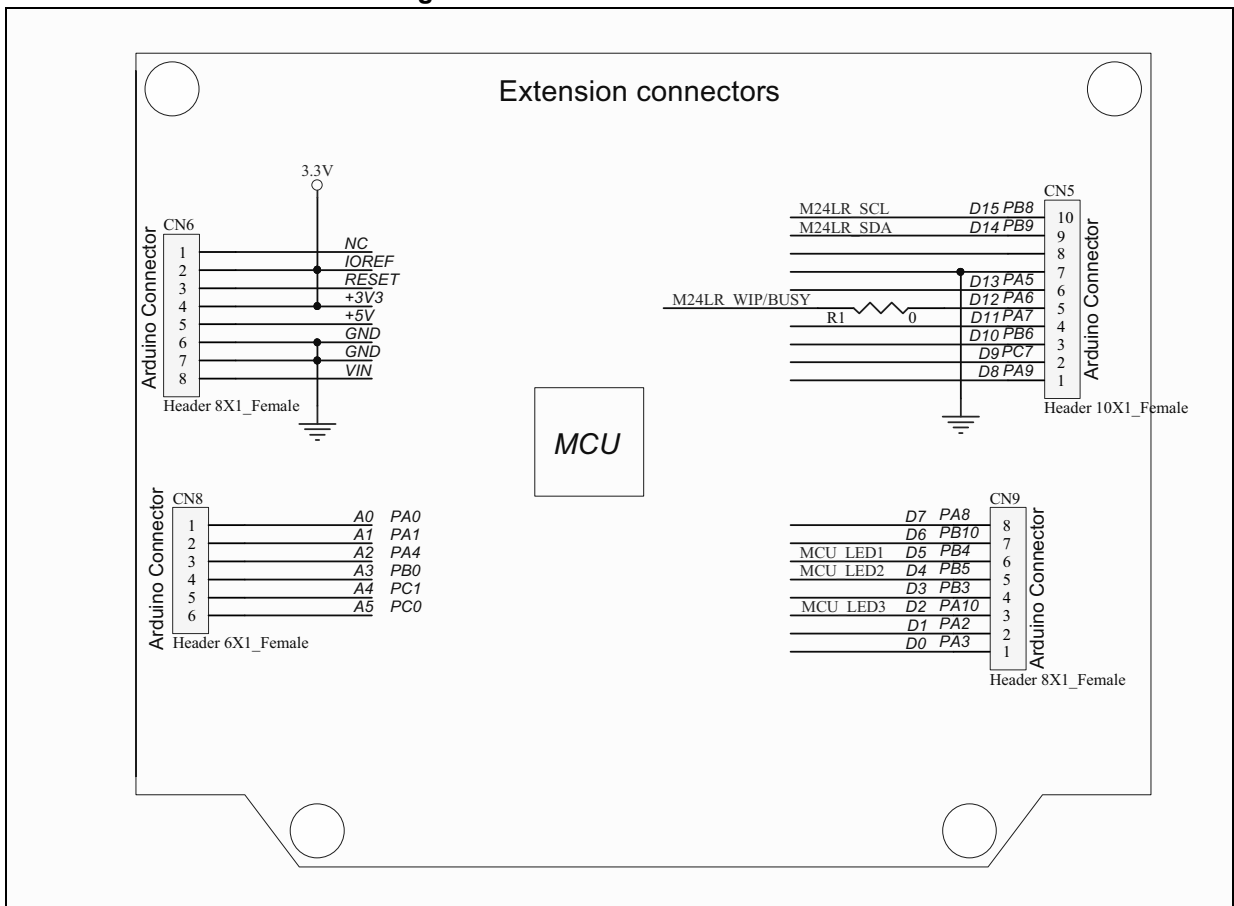 Extension connectors
3.3V
CN6
Arduino Connector
1 NC
2 IOREF
3 RESET
4 +3V3
5 +5V
6 GND
7 GND
8 VIN
Header 8X1_Female
CN5
M24LR_SCL D15 PB8 10
M24LR_SDA D14 PB9 9
8
7
D13 PA5 6
M24LR_WIP/BUSY R1 0 D12 PA6 5
D11 PA7 4
D10 PB6 3
D9 PC7 2
D8 PA9 1
Arduino Connector
Header 10X1_Female
MCU
CN8
Arduino Connector
1 A0 PA0
2 A1 PA1
3 A2 PA4
4 A3 PB0
5 A4 PC1
6 A5 PC0
Header 6X1_Female
CN9
D7 PA8 8
D6 PB10 7
MCU_LED1 D5 PB4 6
MCU_LED2 D4 PB5 5
D3 PB3 4
MCU_LED3 D2 PA10 3
D1 PA2 2
D0 PA3 1
Arduino Connector
Header 8X1_Female